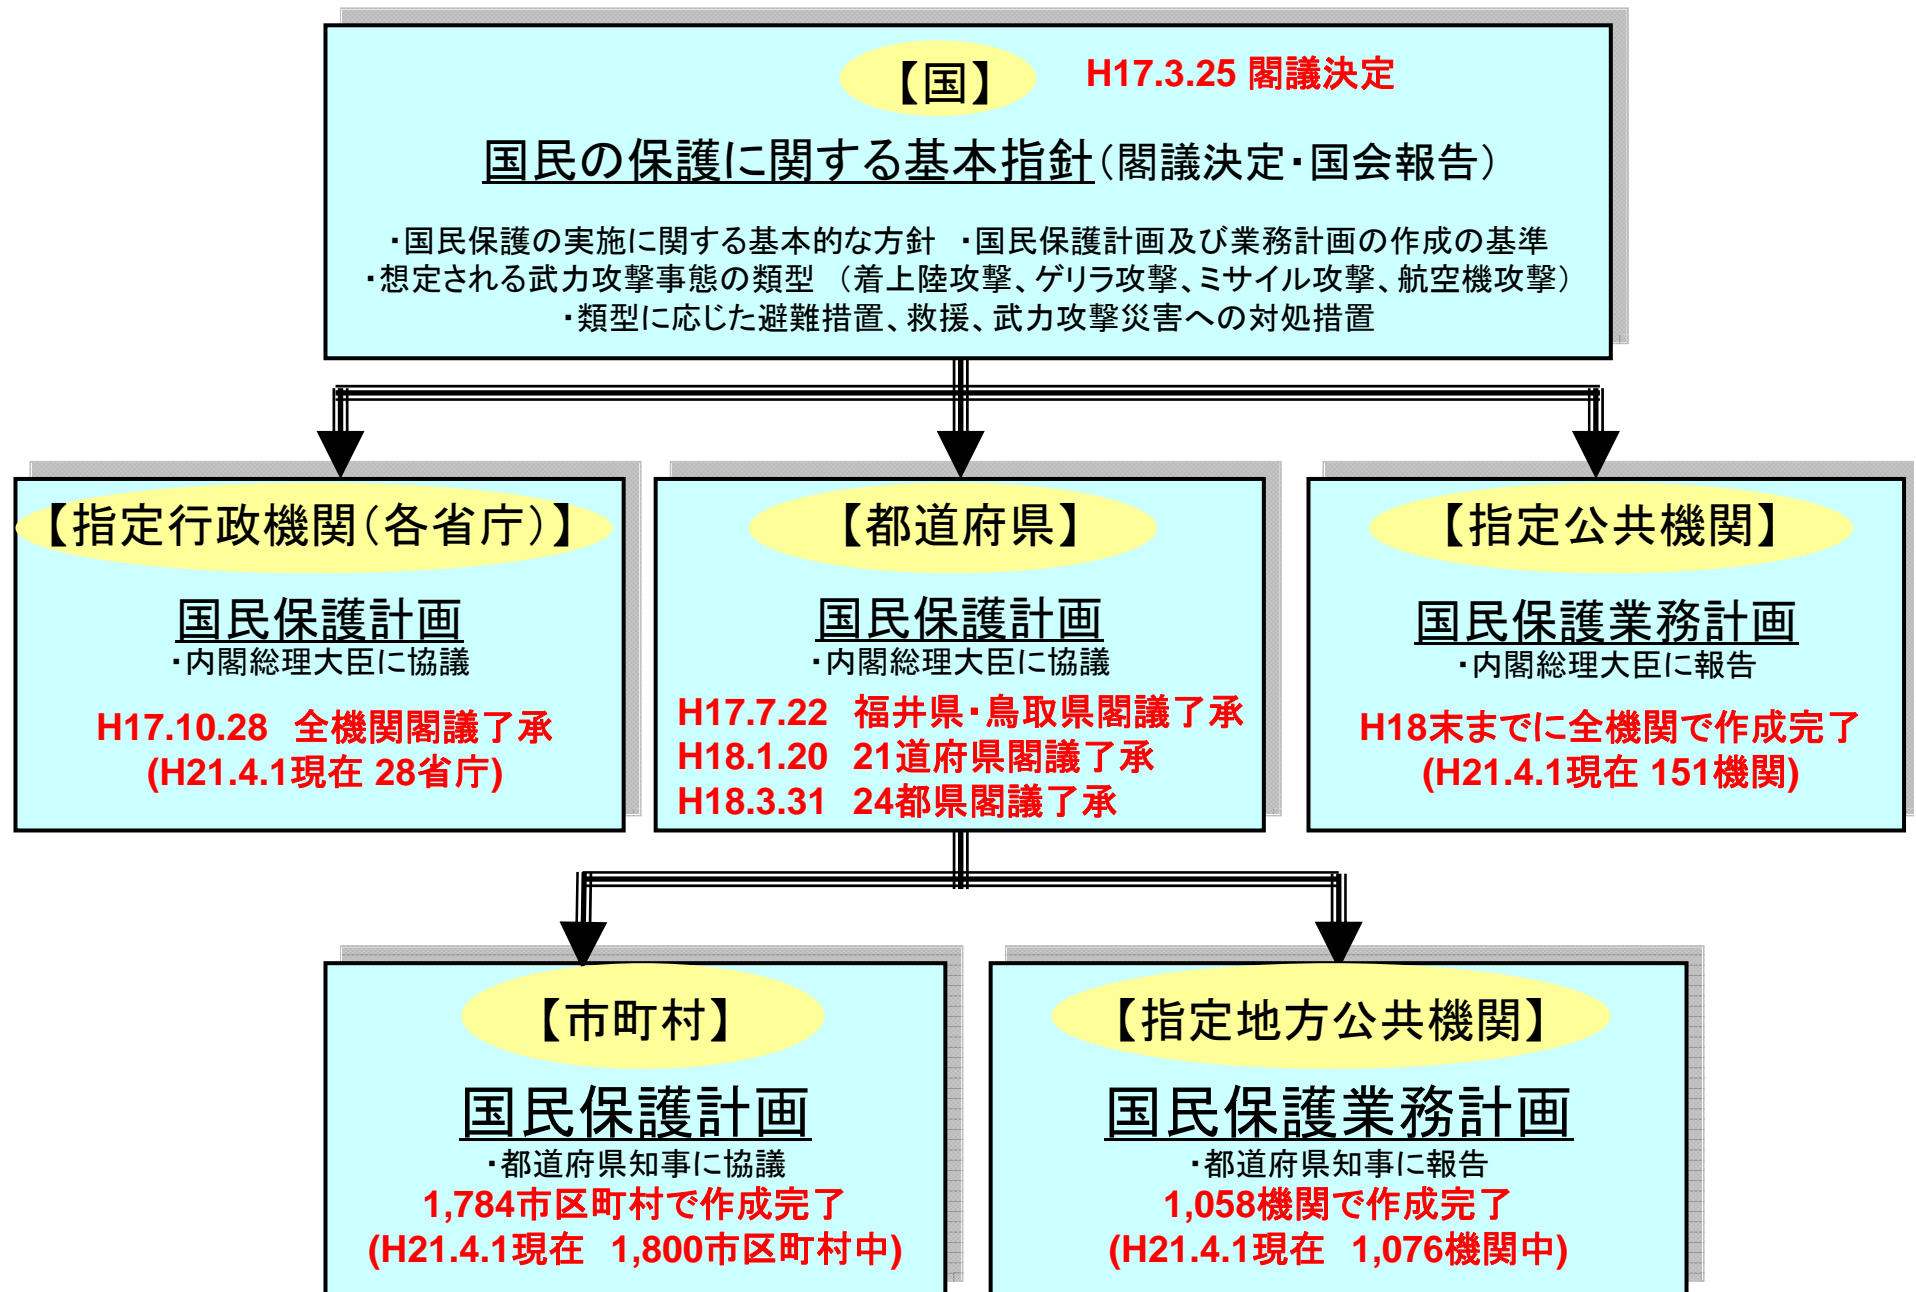 【国】 H17.3.25 閣議決定
国民の保護に関する基本指針(閣議決定・国会報告)
・国民保護の実施に関する基本的な方針 ・国民保護計画及び業務計画の作成の基準
・想定される武力攻撃事態の類型 (着上陸攻撃、ゲリラ攻撃、ミサイル攻撃、航空機攻撃)
・類型に応じた避難措置、救援、武力攻撃災害への対処措置
【指定行政機関(各省庁)】
国民保護計画
・内閣総理大臣に協議
H17.10.28 全機関閣議了承
(H21.4.1現在 28省庁)
【都道府県】
国民保護計画
・内閣総理大臣に協議
H17.7.22 福井県・鳥取県閣議了承
H18.1.20 21道府県閣議了承
H18.3.31 24都県閣議了承
【指定公共機関】
国民保護業務計画
・内閣総理大臣に報告
H18末までに全機関で作成完了
(H21.4.1現在 151機関)
【市町村】
国民保護計画
・都道府県知事に協議
1,784市区町村で作成完了
(H21.4.1現在 1,800市区町村中)
【指定地方公共機関】
国民保護業務計画
・都道府県知事に報告
1,058機関で作成完了
(H21.4.1現在 1,076機関中)